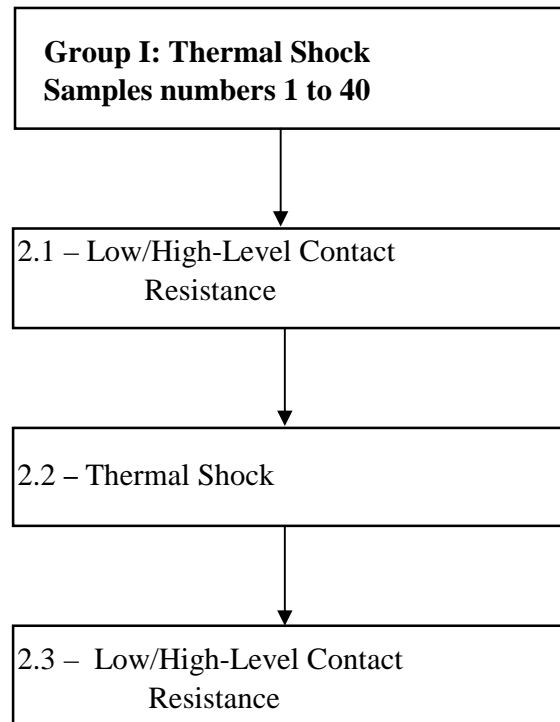 Group I: Thermal Shock
Samples numbers 1 to 40
2.1 – Low/High-Level Contact
Resistance
2.2 – Thermal Shock
2.3 – Low/High-Level Contact
Resistance